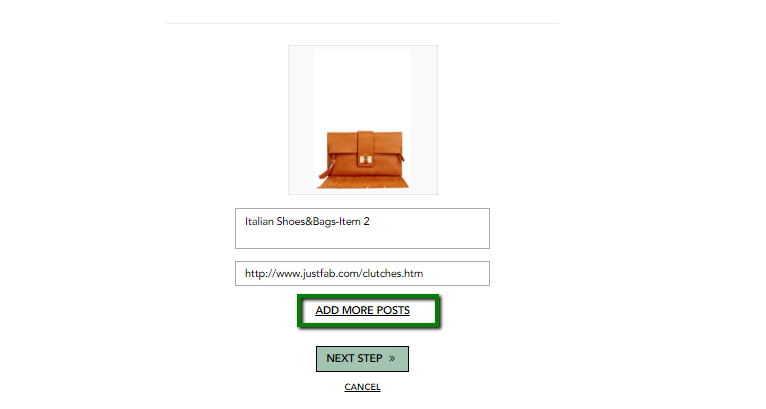 Italian Shoes&Bags-Item 2
http://www.justfab.com/clutches.htm
ADD MORE POSTS
NEXT STEP »
CANCEL